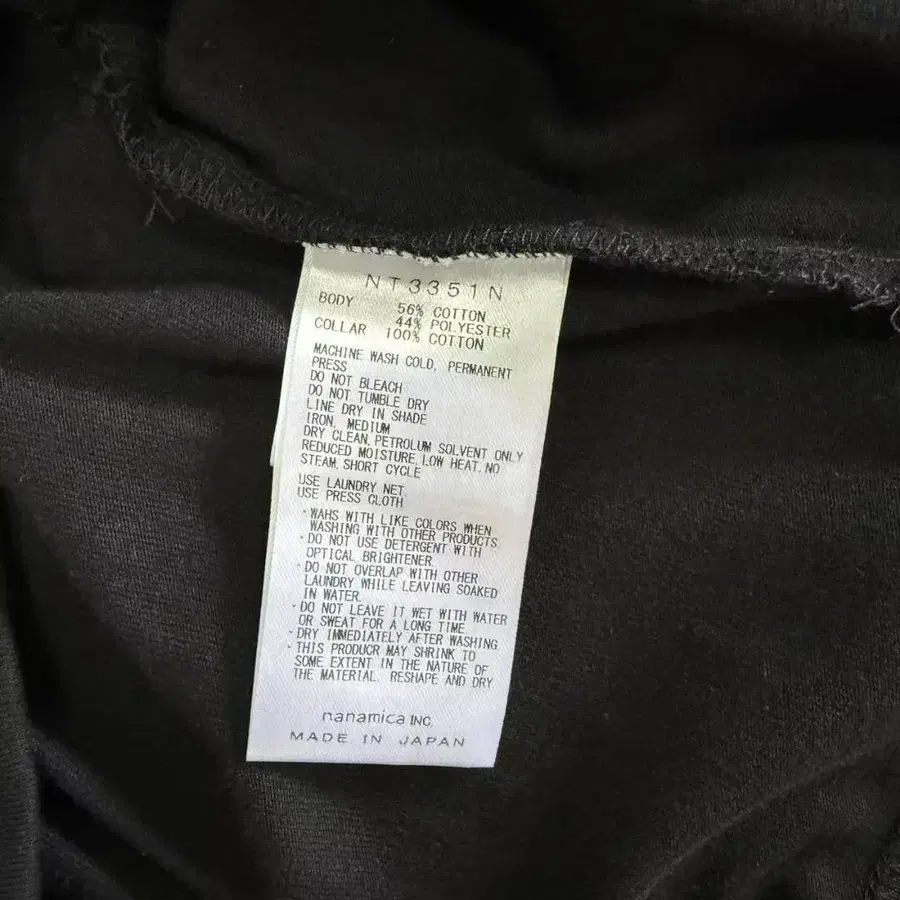 NT3351N
BODY 56% COTTON
44% POLYESTER
COLLAR 100% COTTON
MACHINE WASH COLD, PERMANENT
PRESS
DO NOT BLEACH
DO NOT TUMBLE DRY
LINE DRY IN SHADE
IRON, MEDIUM
DRY CLEAN, PETROLUM SOLVENT ONLY
REDUCED MOISTURE, LOW HEAT, NO
STEAM, SHORT CYCLE
USE LAUNDRY NET.
USE PRESS CLOTH
・WAHS WITH LIKE COLORS WHEN
WASHING WITH OTHER PRODUCTS
・DO NOT USE DETERGENT WITH
OPTICAL BRIGHTENER.
・DO NOT OVERLAP WITH OTHER
LAUNDRY WHILE LEAVING SOAKED
IN WATER.
・DO NOT LEAVE IT WET WITH WATER
OR SWEAT FOR A LONG TIME.
・DRY IMMEDIATELY AFTER WASHING.
・THIS PRODUCR MAY SHRINK TO
SOME EXTENT IN THE NATURE OF
THE MATERIAL. RESHAPE AND DRY
nanamica INC.
MADE IN JAPAN